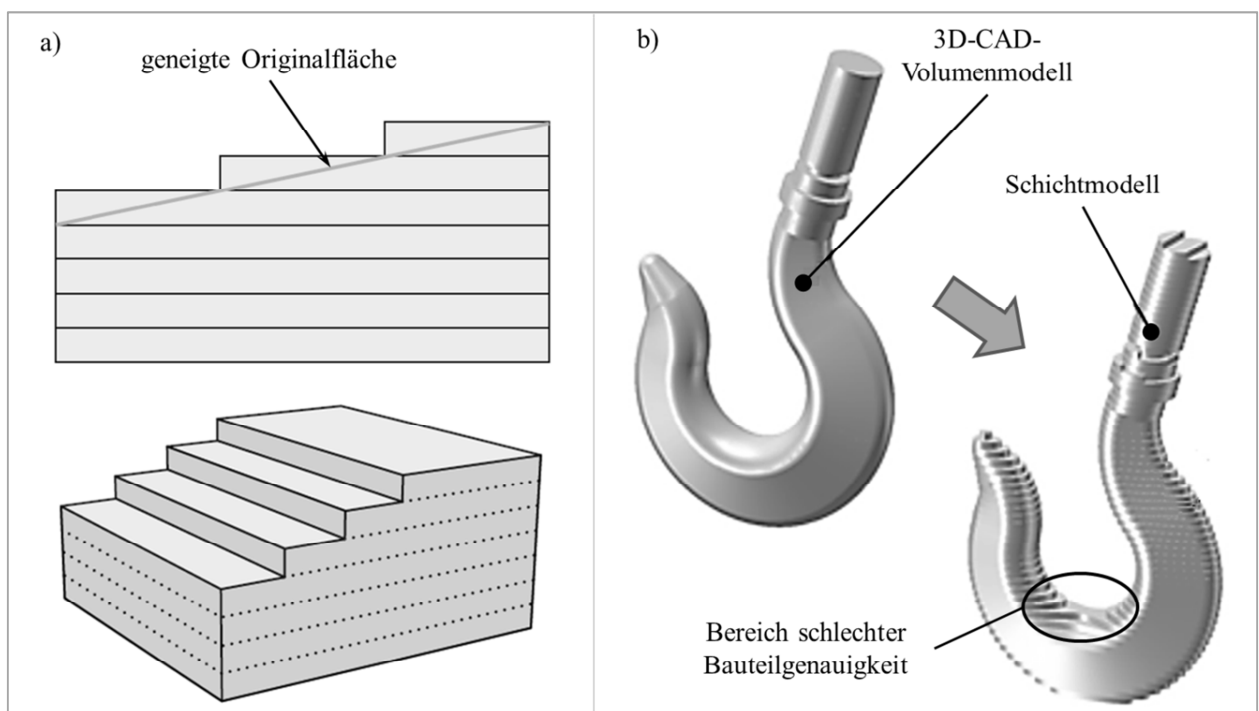 a)
geneigte Originalfläche
b)
3D-CAD-
Volumenmodell
Schichtmodell
Bereich schlechter
Bauteilgenauigkeit